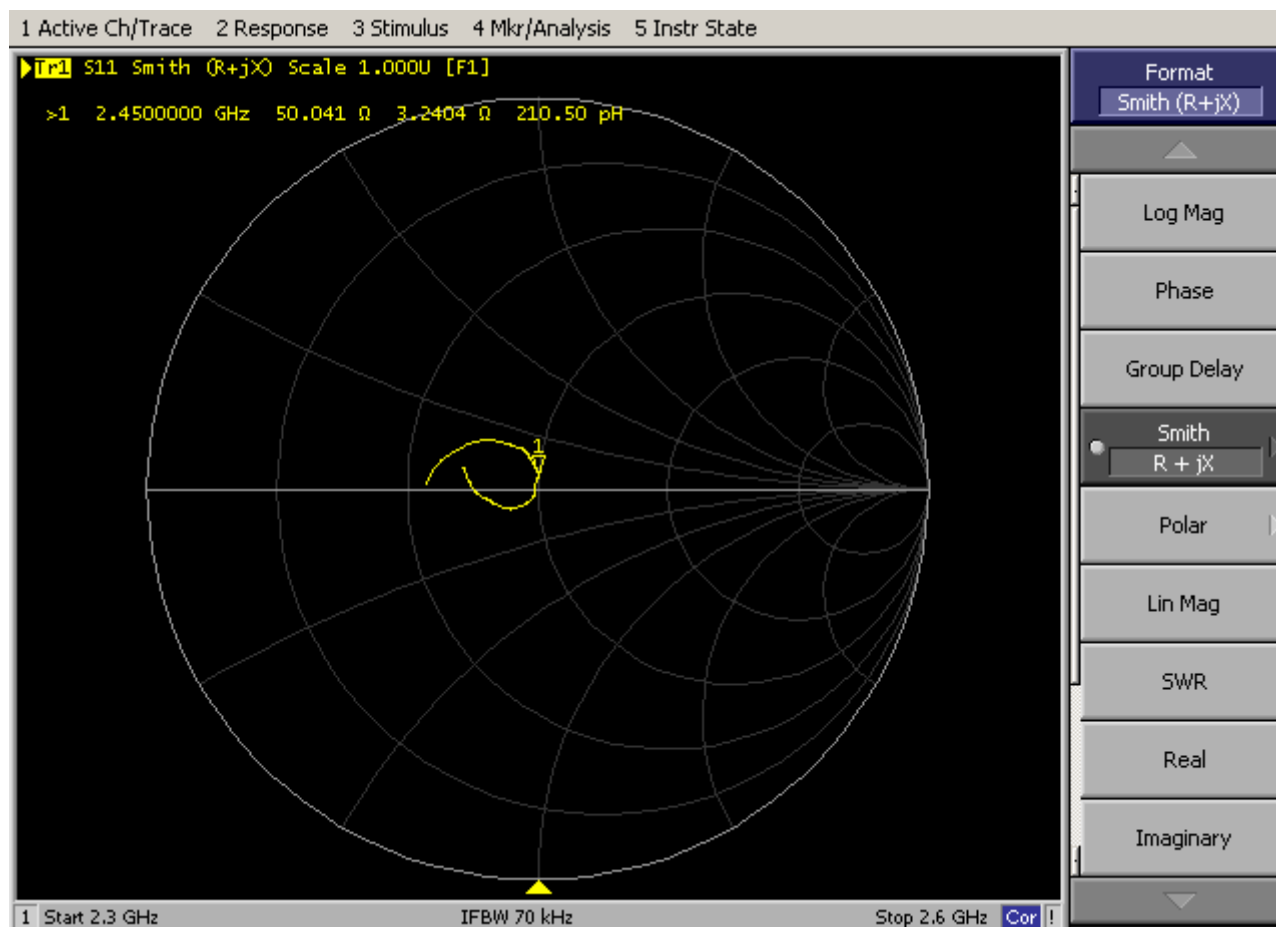 1 Active Ch/Trace 2 Response 3 Stimulus 4 Mkr/Analysis 5 Instr State
Tr1 S11 Smith (R+jX) Scale 1.000U [F1]
>1 2.4500000 GHz 50.041 Ω 3.2404 Ω 210.50 pH
1
Format
Smith (R+jX)
Log Mag
Phase
Group Delay
Smith
R + jX
Polar
Lin Mag
SWR
Real
Imaginary
1 Start 2.3 GHz IFBW 70 kHz Stop 2.6 GHz Cor !